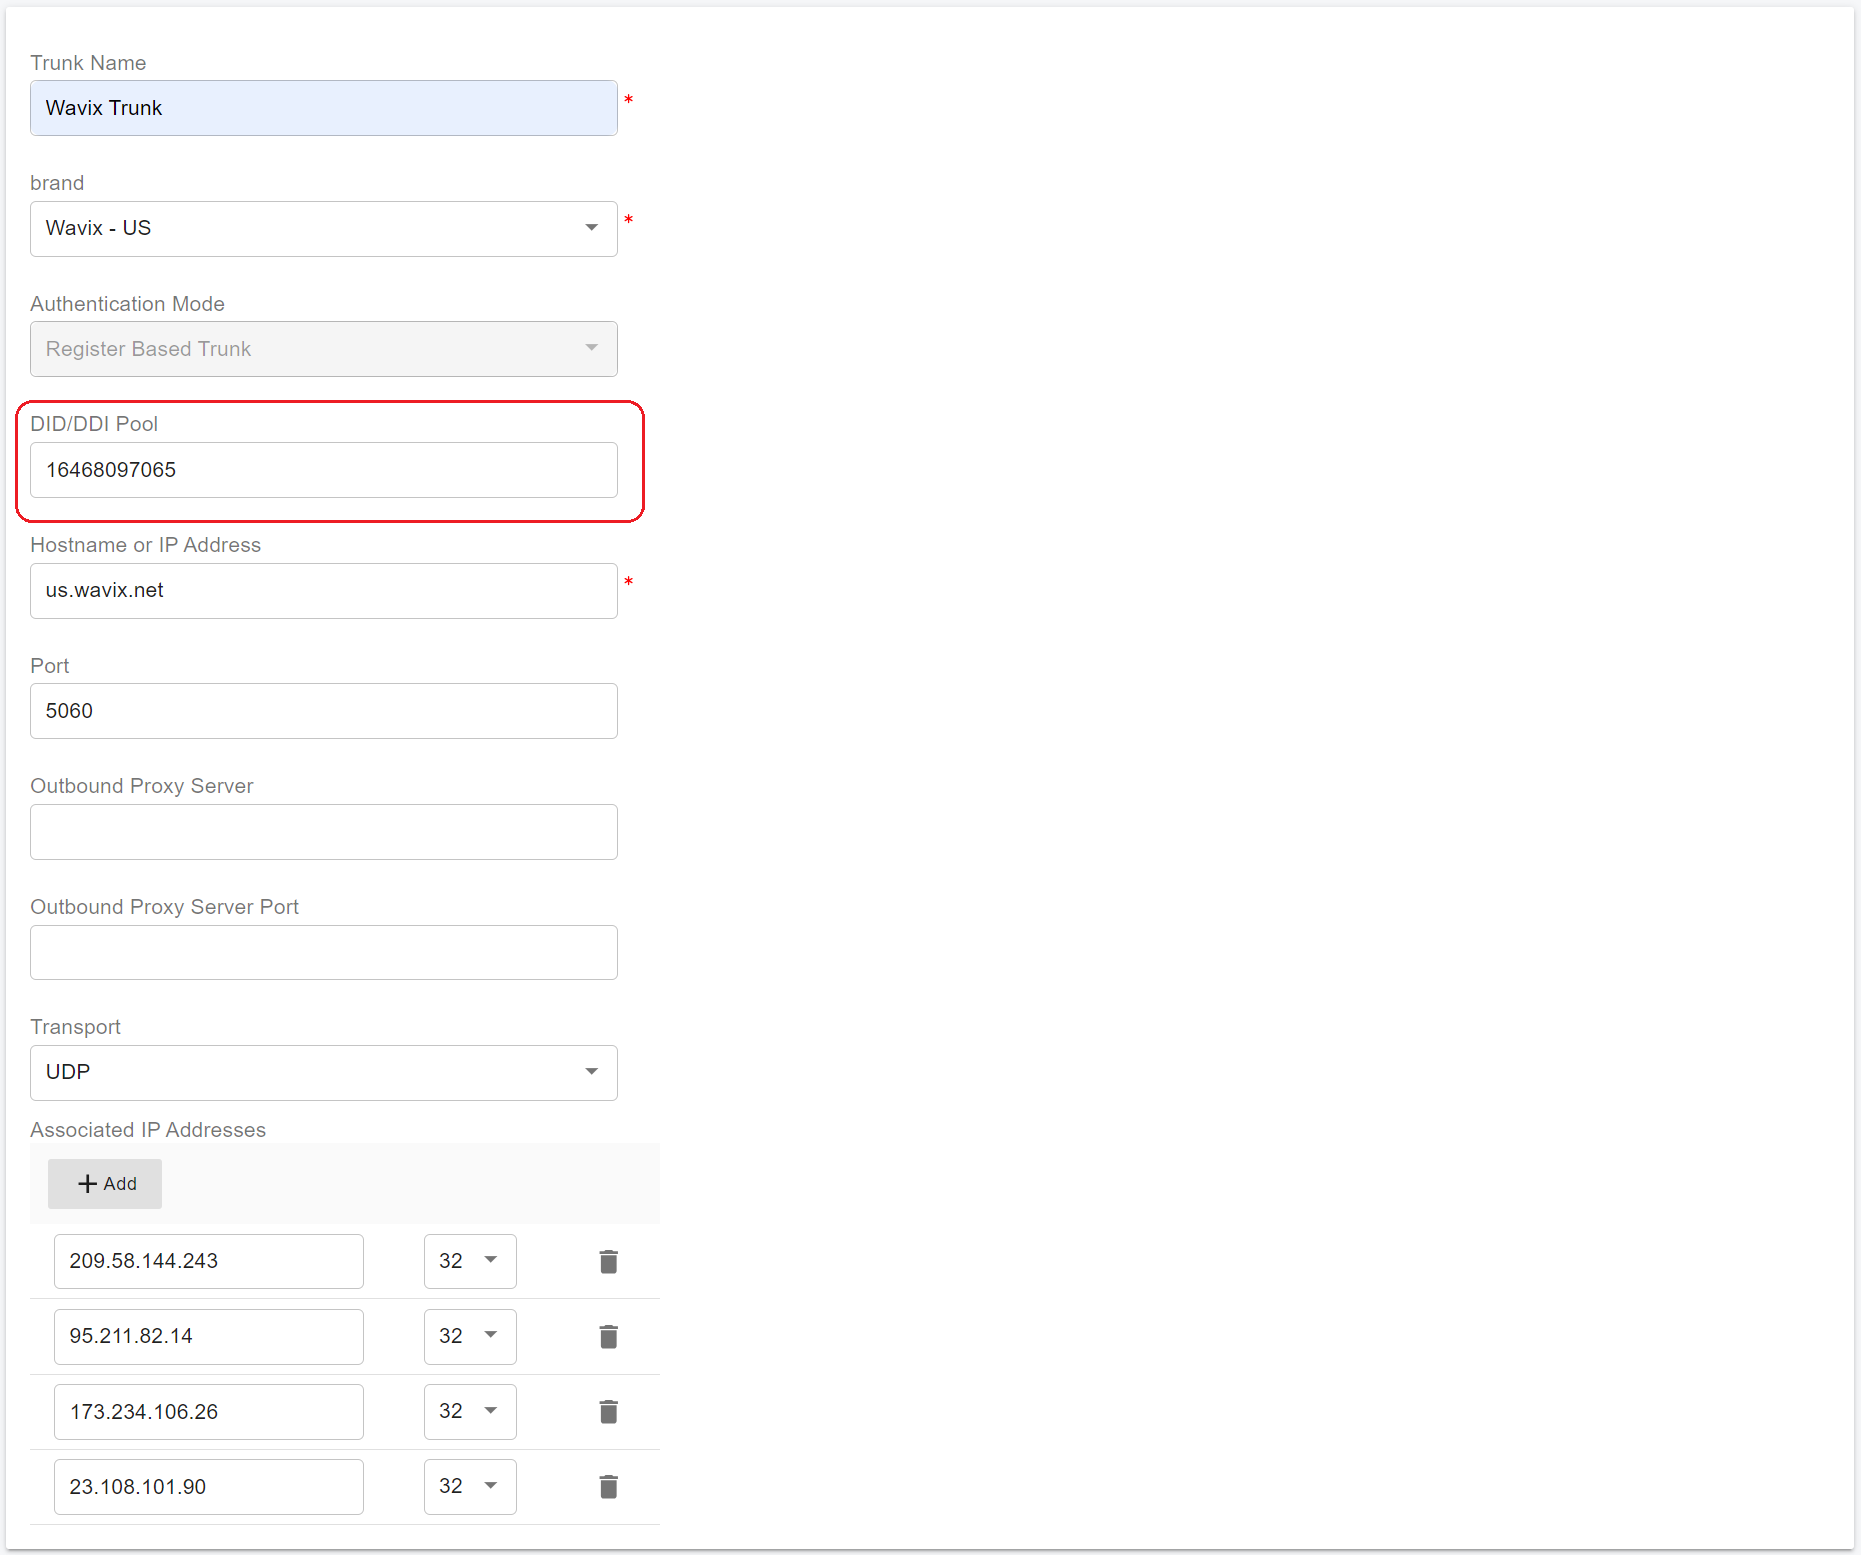 Trunk Name
Wavix Trunk *
brand
Wavix - US *
Authentication Mode
Register Based Trunk
DID/DDI Pool
16468097065
Hostname or IP Address
us.wavix.net *
Port
5060
Outbound Proxy Server
Outbound Proxy Server Port
Transport
UDP
Associated IP Addresses
+ Add
209.58.144.243 32
95.211.82.14 32
173.234.106.26 32
23.108.101.90 32